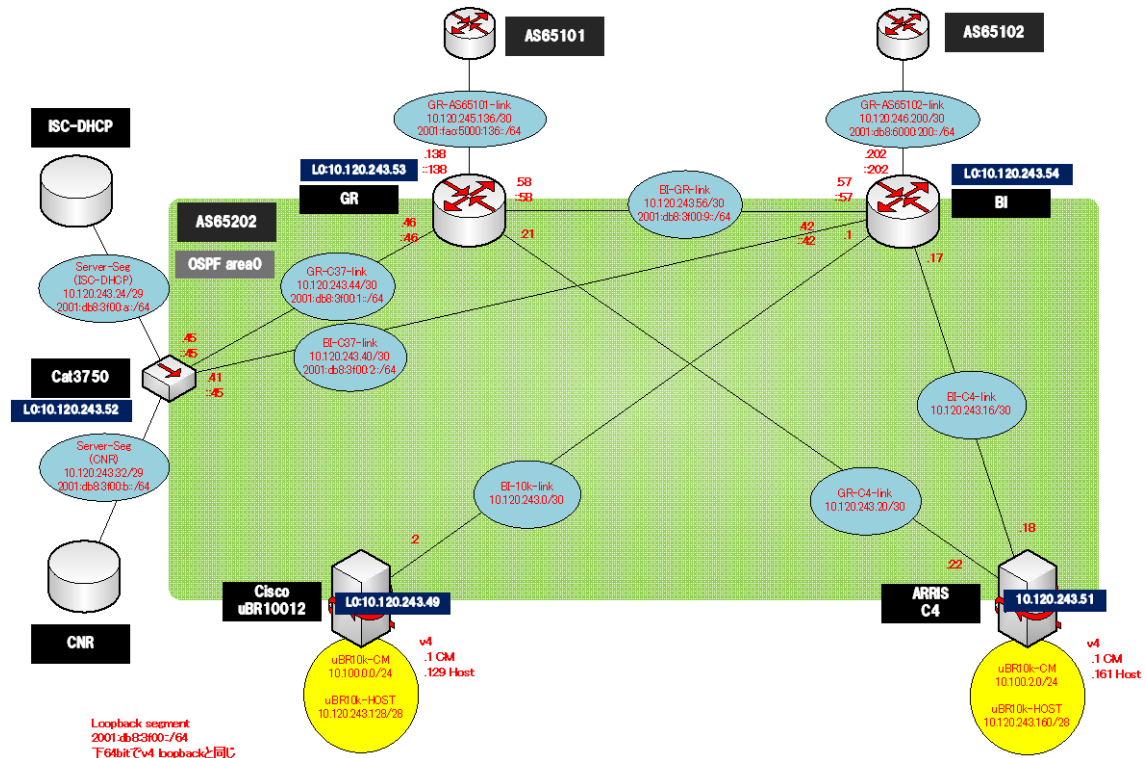 AS65101
AS65102
GR-AS65101-link
10.120.245.136/30
2001:fao:5000:136::/64
GR-AS65102-link
10.120.246.200/30
2001:db8:6000:200::/64
ISC-DHCP
.138
::138
.202
::202
LO:10.120.243.53
GR
LO:10.120.243.54
BI
58
::58
BI-GR-link
10.120.243.56/30
2001:db8:3f00:9::/64
57
::57
AS65202
OSPF area0
.46
::46
.21
.42
::42
.1
.17
Server-Seg
(ISC-DHCP)
10.120.243.24/29
2001:db8:3f00:a::/64
GR-C37-link
10.120.243.44/30
2001:db8:3f00:1::/64
BI-C37-link
10.120.243.40/30
2001:db8:3f00:2::/64
.45
::45
.41
::45
Cat3750
LO:10.120.243.52
BI-C4-link
10.120.243.16/30
Server-Seg
(CNR)
10.120.243.32/29
2001:db8:3f00:b::/64
BI-10k-link
10.120.243.0/30
GR-C4-link
10.120.243.20/30
.2
.18
.22
CNR
Cisco
uBR10012
LO:10.120.243.49
ARRIS
C4
10.120.243.51
v4
.1 CM
.129 Host
v4
.1 CM
.161 Host
uBR10k-CM
10.100.0.0/24
uBR10k-HOST
10.120.243.128/28
uBR10k-CM
10.100.2.0/24
uBR10k-HOST
10.120.243.160/28
Loopback segment
2001:db8:3f00::/64
下64bitでv4 loopbackと同じ